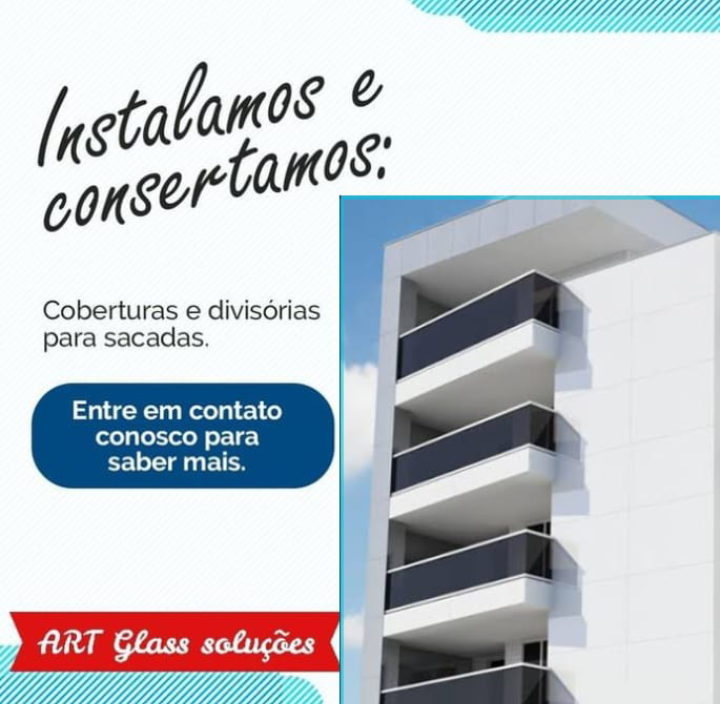 Instalamos e
consertamos:
Coberturas e divisórias
para sacadas.
Entre em contato
conosco para
saber mais.
ART Glass soluções